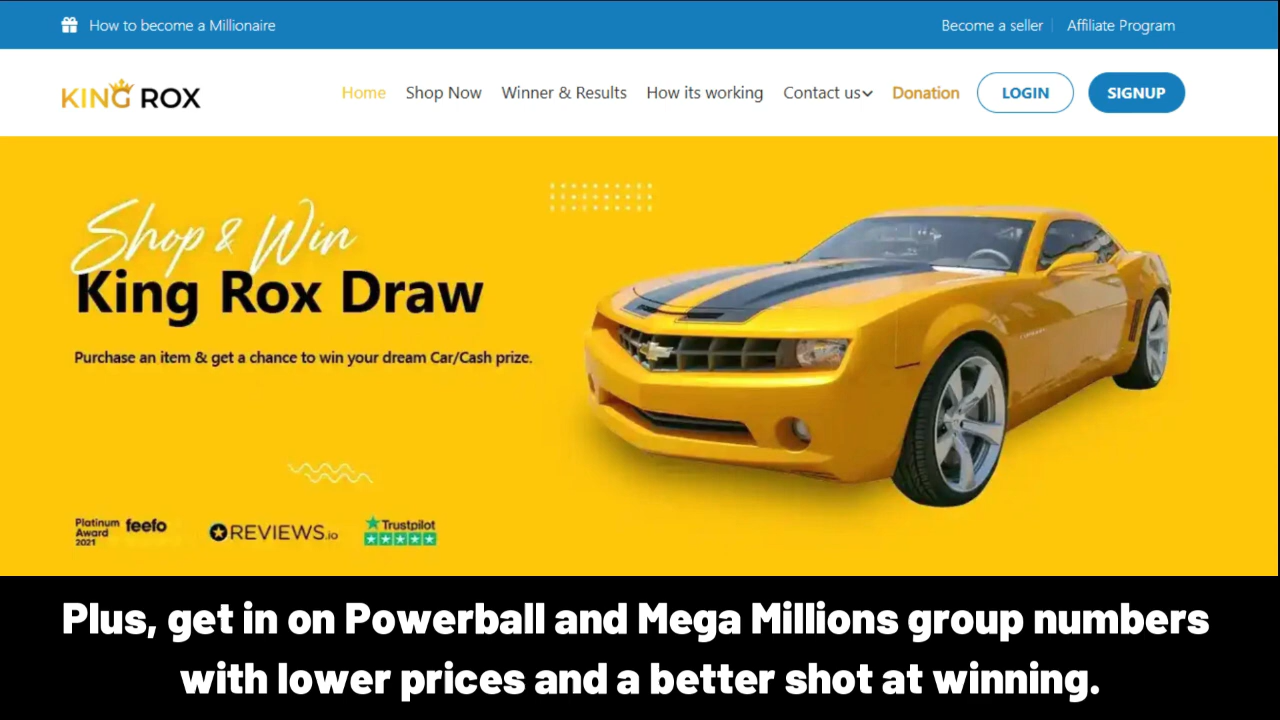 How to become a Millionaire
Become a seller
Affiliate Program
KING ROX
Home
Shop Now
Winner & Results
How its working
Contact us
Donation
LOGIN
SIGNUP
Shop & Win
King Rox Draw
Purchase an item & get a chance to win your dream Car/Cash prize.
Platinum
Award
2021
feefo
REVIEWS.io
Trustpilot
Plus, get in on Powerball and Mega Millions group numbers
with lower prices and a better shot at winning.